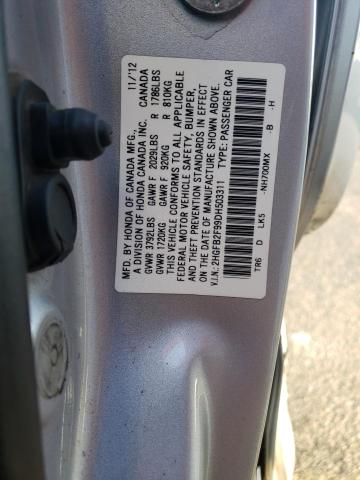 MFD. BY HONDA OF CANADA MFG., 11/'12
A DIVISION OF HONDA CANADA INC. CANADA
GVWR 3792LBS GAWR F 2029LBS R 1786LBS
GVWR 1720KG GAWR F 920KG R 810KG
THIS VEHICLE CONFORMS TO ALL APPLICABLE
FEDERAL MOTOR VEHICLE SAFETY, BUMPER,
AND THEFT PREVENTION STANDARDS IN EFFECT
ON THE DATE OF MANUFACTURE SHOWN ABOVE.
V.I.N.: 2HGFB2F99DH503311 TYPE: PASSENGER CAR
TR6 D LK5 -NH700MX -B -H